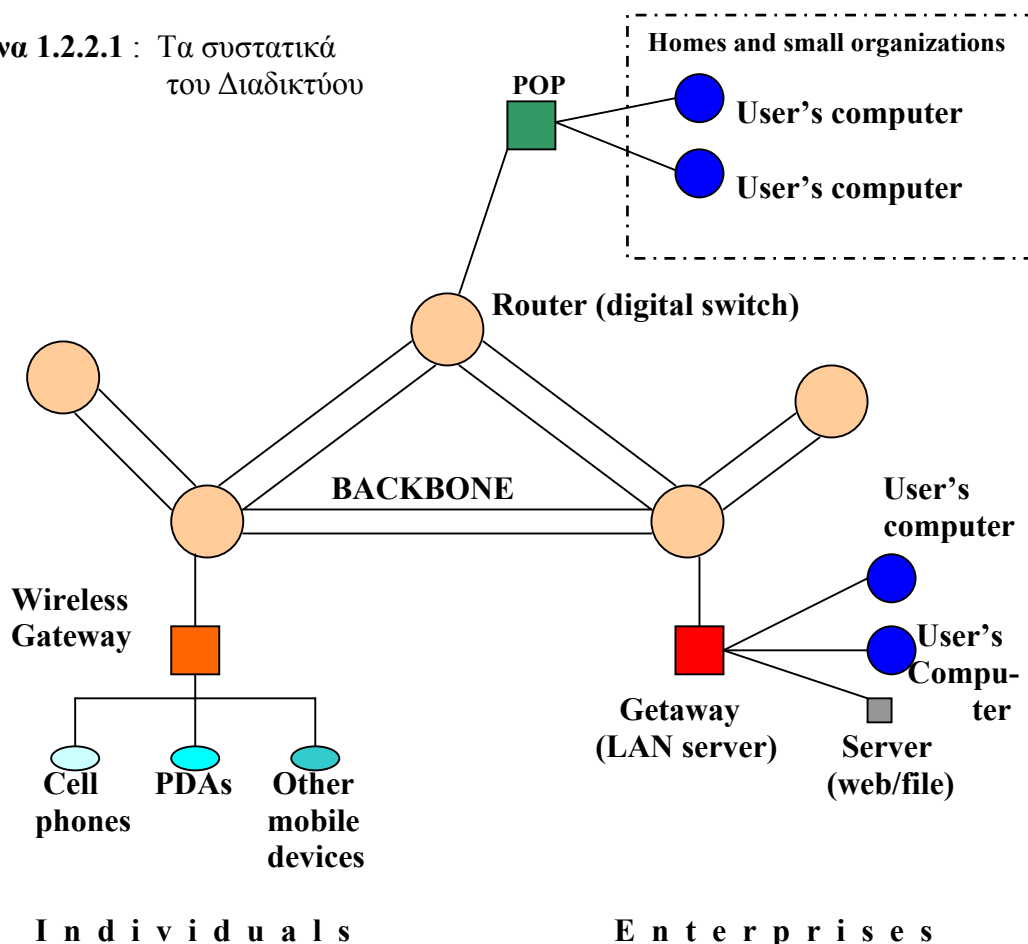 να 1.2.2.1 : Τα συστατικά
του Διαδικτύου
Homes and small organizations
POP
User's computer
User's computer
Router (digital switch)
BACKBONE
User's
computer
Wireless
Gateway
User's
Compu-
ter
Getaway
(LAN server)
Server
(web/file)
Cell
phones
PDAs
Other
mobile
devices
I n d i v i d u a l s
E n t e r p r i s e s